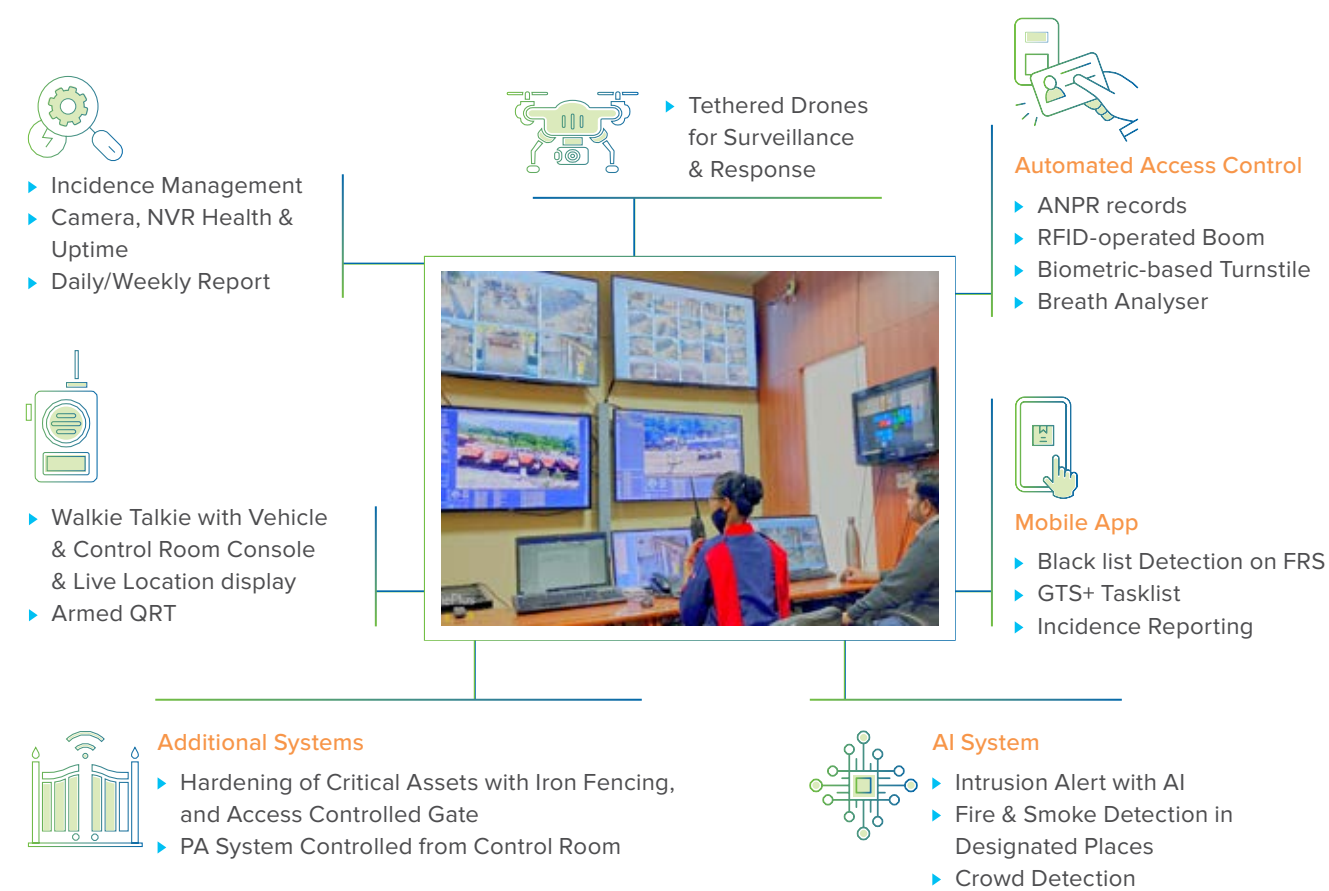 Incidence Management
Camera, NVR Health &
Uptime
Daily/Weekly Report
Tethered Drones
for Surveillance
& Response
Automated Access Control
ANPR records
RFID-operated Boom
Biometric-based Turnstile
Breath Analyser
Walkie Talkie with Vehicle
& Control Room Console
& Live Location display
Armed QRT
Mobile App
Black list Detection on FRS
GTS+ Tasklist
Incidence Reporting
Additional Systems
Hardening of Critical Assets with Iron Fencing,
and Access Controlled Gate
PA System Controlled from Control Room
AI System
Intrusion Alert with AI
Fire & Smoke Detection in
Designated Places
Crowd Detection